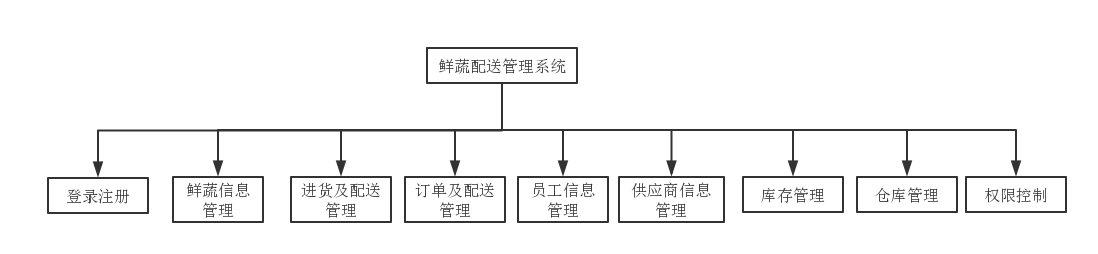 鲜蔬配送管理系统
登录注册
鲜蔬信息
管理
进货及配送
管理
订单及配送
管理
员工信息
管理
供应商信息
管理
库存管理
仓库管理
权限控制